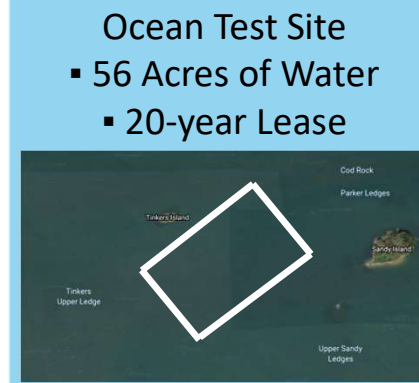 Ocean Test Site
▪ 56 Acres of Water
▪ 20-year Lease
Cod Rock
Parker Ledges
Tinkers Island
Sandy Island
Tinkers
Upper Ledge
Upper Sandy
Ledges